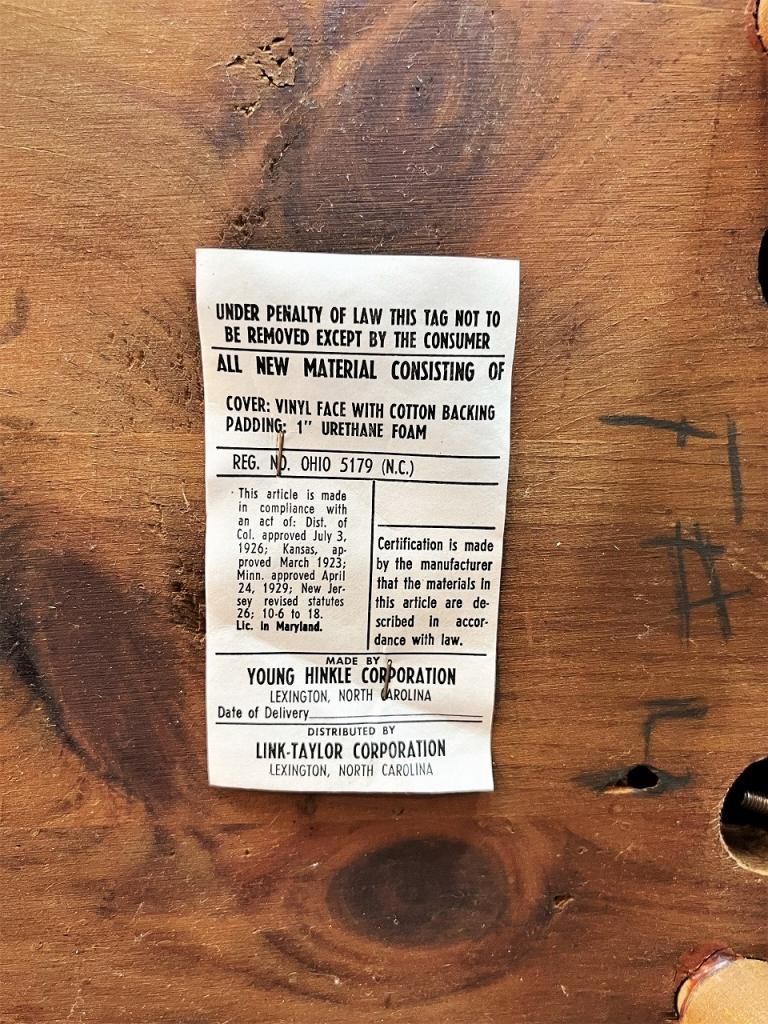 UNDER PENALTY OF LAW THIS TAG NOT TO
BE REMOVED EXCEPT BY THE CONSUMER
ALL NEW MATERIAL CONSISTING OF
COVER: VINYL FACE WITH COTTON BACKING
PADDING: 1" URETHANE FOAM
REG. NO. OHIO 5179 (N.C.)
This article is made
in compliance with
an act of: Dist. of
Col. approved July 3,
1926; Kansas, ap-
proved March 1923;
Minn. approved April
24, 1929; New Jer-
sey revised statutes
26; 10-6 to 18.
Lic. in Maryland.
Certification is made
by the manufacturer
that the materials in
this article are de-
scribed in accor-
dance with law.
MADE BY
YOUNG HINKLE CORPORATION
LEXINGTON, NORTH CAROLINA
Date of Delivery
DISTRIBUTED BY
LINK-TAYLOR CORPORATION
LEXINGTON, NORTH CAROLINA